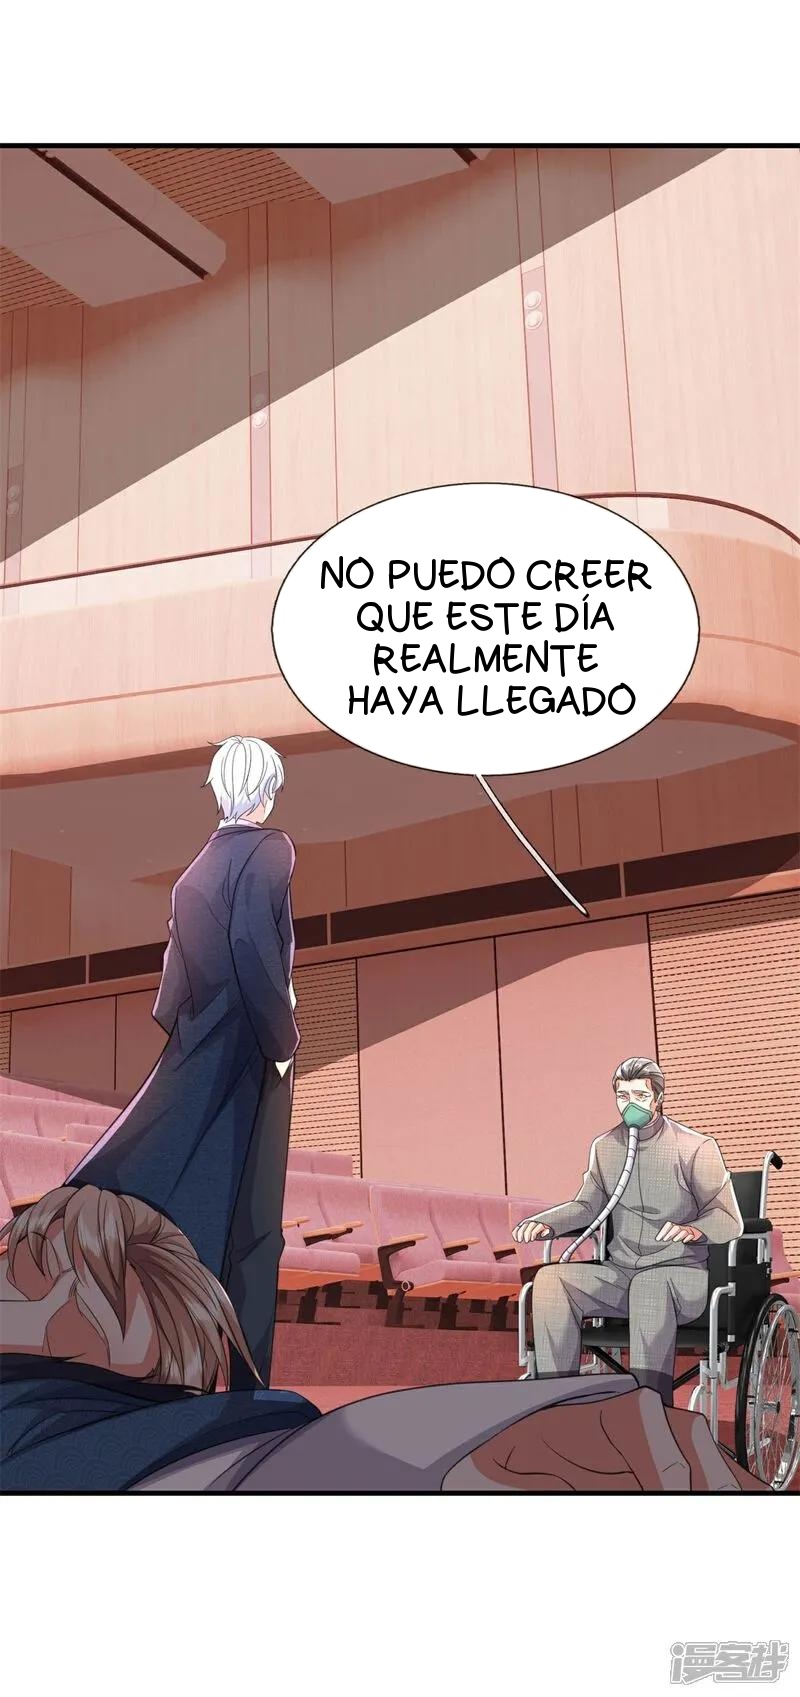 NO PUEDO CREER
QUE ESTE DÍA
REALMENTE
HAYA LLEGADO
漫客栈